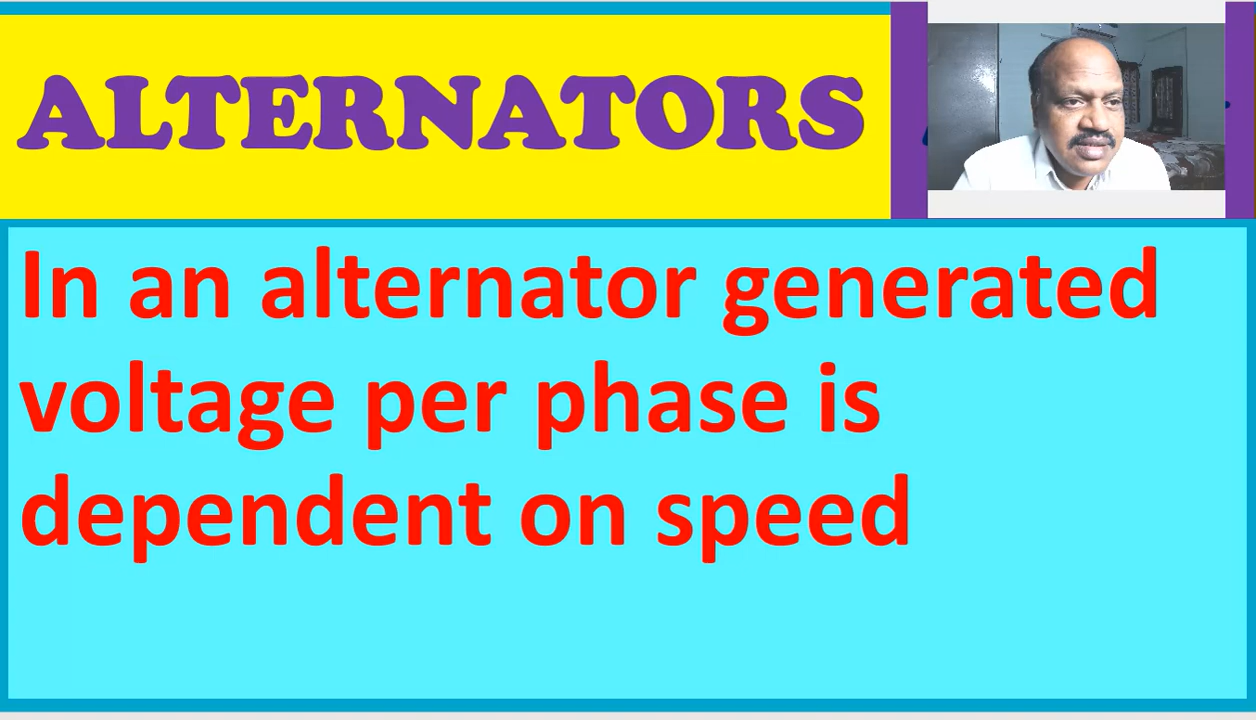 ALTERNATORS
In an alternator generated
voltage per phase is
dependent on speed